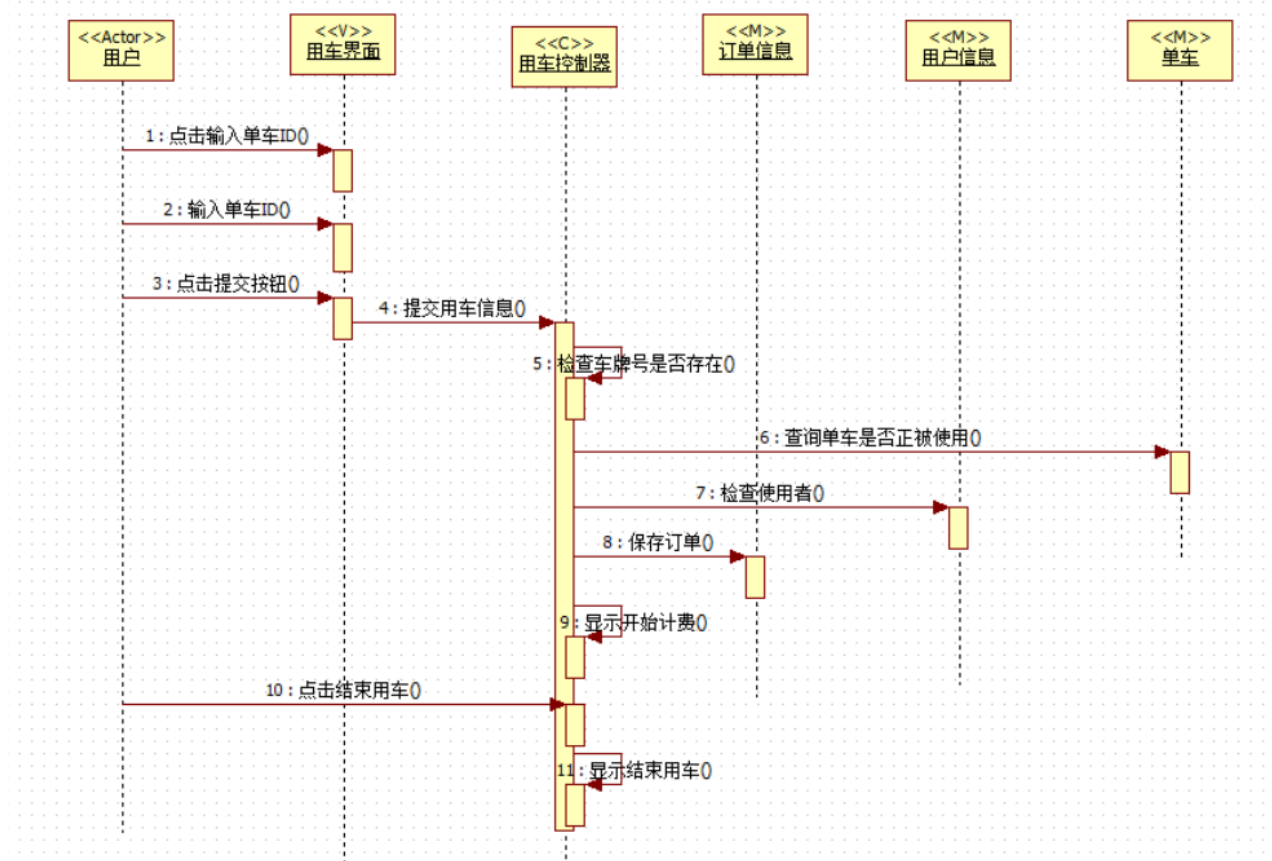 <<Actor>>
用户
<<V>>
用车界面
<<C>>
用车控制器
<<M>>
订单信息
<<M>>
用户信息
<<M>>
单车
1 : 点击输入单车ID()
2 : 输入单车ID()
3 : 点击提交按钮()
4 : 提交用车信息()
5 : 检查车牌号是否存在()
6 : 查询单车是否正被使用()
7 : 检查使用者()
8 : 保存订单()
9 : 显示开始计费()
10 : 点击结束用车()
11 : 显示结束用车()